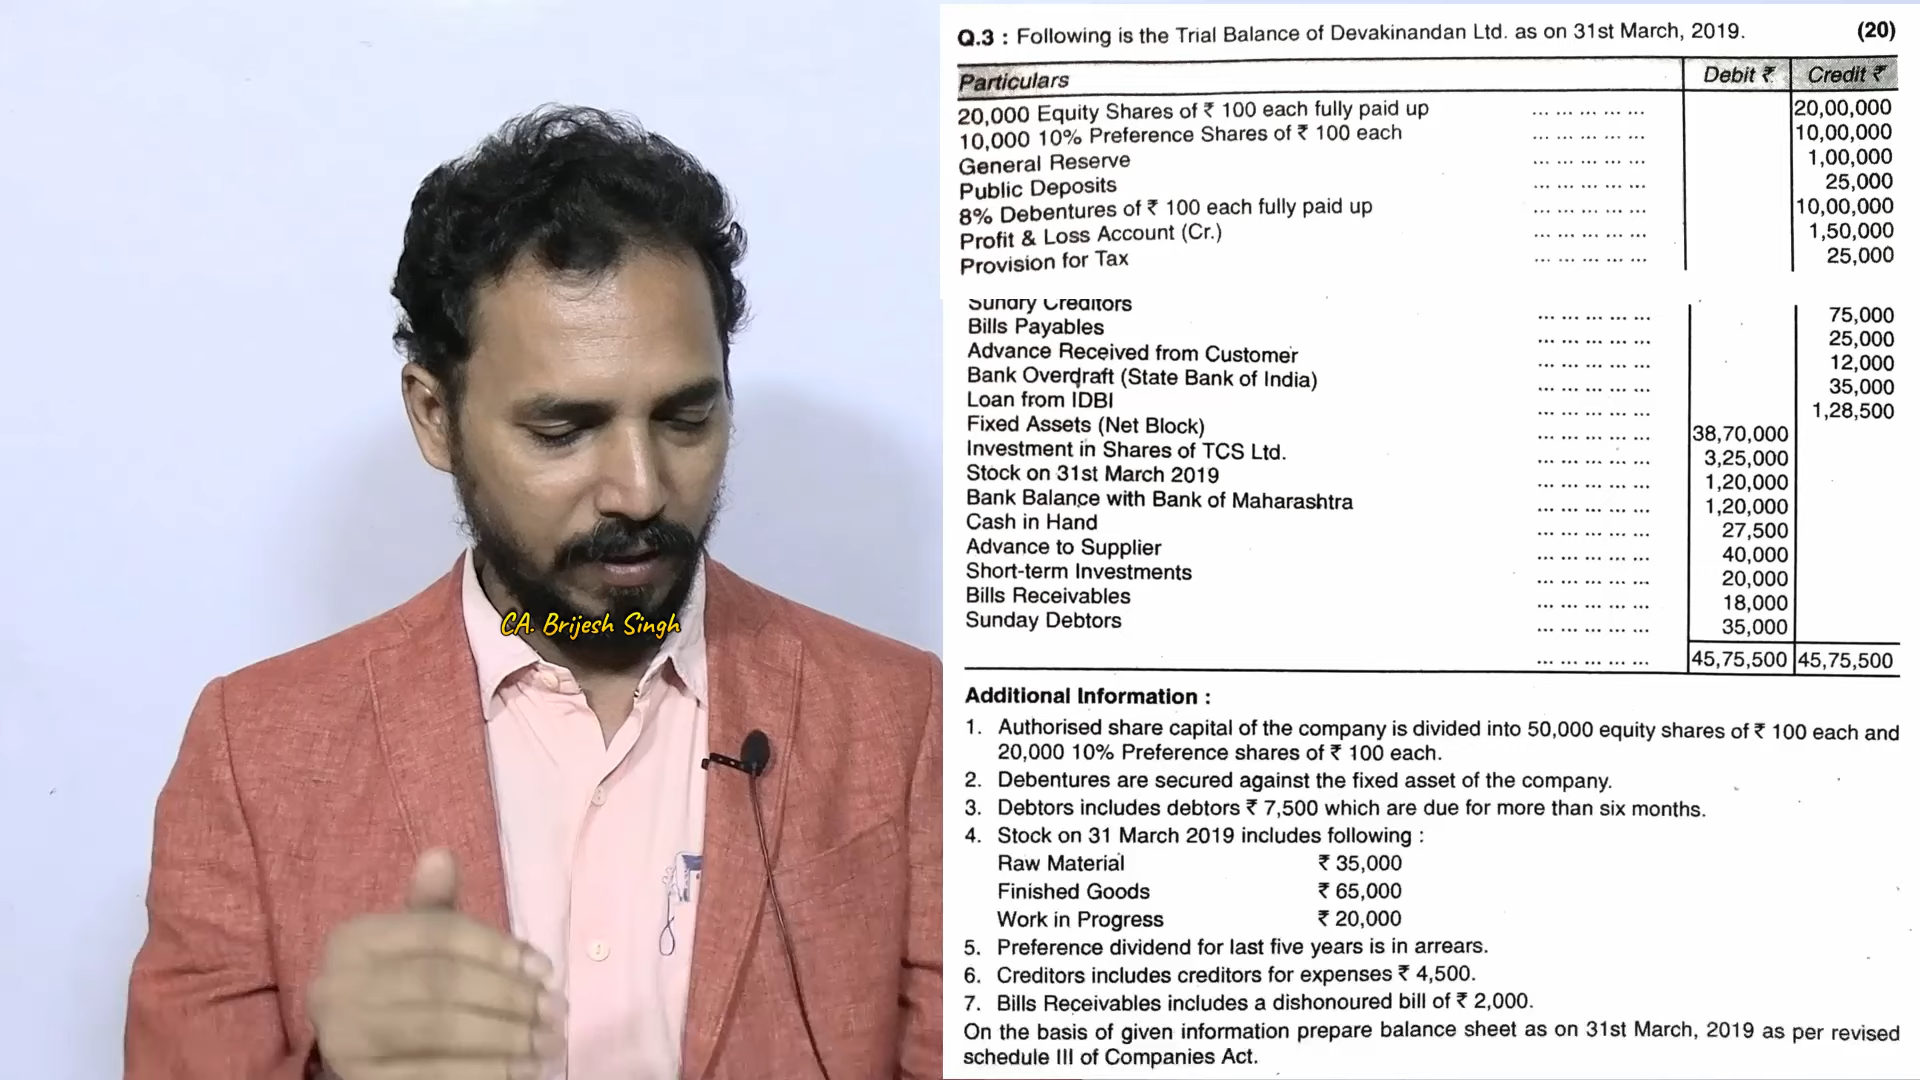 Q.3 : Following is the Trial Balance of Devakinandan Ltd. as on 31st March, 2019. (20)
Particulars Debit ₹ Credit ₹
20,000 Equity Shares of ₹ 100 each fully paid up ... ... ... ... ... 20,00,000
10,000 10% Preference Shares of ₹ 100 each ... ... ... ... ... 10,00,000
General Reserve ... ... ... ... ... 1,00,000
Public Deposits ... ... ... ... ... 25,000
8% Debentures of ₹ 100 each fully paid up ... ... ... ... ... 10,00,000
Profit & Loss Account (Cr.) ... ... ... ... ... 1,50,000
Provision for Tax ... ... ... ... ... 25,000
Sundry Creditors ... ... ... ... ... 75,000
Bills Payables ... ... ... ... ... 25,000
Advance Received from Customer ... ... ... ... ... 12,000
Bank Overdraft (State Bank of India) ... ... ... ... ... 35,000
Loan from IDBI ... ... ... ... ... 1,28,500
Fixed Assets (Net Block) ... ... ... ... ... 38,70,000
Investment in Shares of TCS Ltd. ... ... ... ... ... 3,25,000
Stock on 31st March 2019 ... ... ... ... ... 1,20,000
Bank Balance with Bank of Maharashtra ... ... ... ... ... 1,20,000
Cash in Hand ... ... ... ... ... 27,500
Advance to Supplier ... ... ... ... ... 40,000
Short-term Investments ... ... ... ... ... 20,000
Bills Receivables ... ... ... ... ... 18,000
Sunday Debtors ... ... ... ... ... 35,000
... ... ... ... ... 45,75,500 45,75,500
Additional Information :
1. Authorised share capital of the company is divided into 50,000 equity shares of ₹ 100 each and
20,000 10% Preference shares of ₹ 100 each.
2. Debentures are secured against the fixed asset of the company.
3. Debtors includes debtors ₹ 7,500 which are due for more than six months.
4. Stock on 31 March 2019 includes following :
Raw Material ₹ 35,000
Finished Goods ₹ 65,000
Work in Progress ₹ 20,000
5. Preference dividend for last five years is in arrears.
6. Creditors includes creditors for expenses ₹ 4,500.
7. Bills Receivables includes a dishonoured bill of ₹ 2,000.
On the basis of given information prepare balance sheet as on 31st March, 2019 as per revised
schedule III of Companies Act.
CA. Brijesh Singh